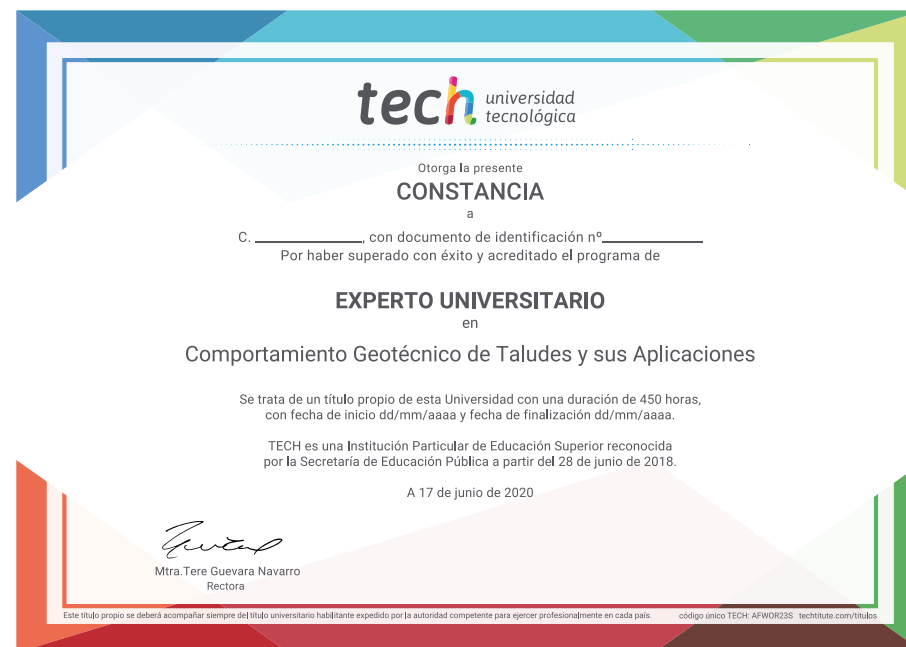 tech universidad
tecnológica
Otorga la presente
CONSTANCIA
a
C. ____________, con documento de identificación nº____________
Por haber superado con éxito y acreditado el programa de
EXPERTO UNIVERSITARIO
en
Comportamiento Geotécnico de Taludes y sus Aplicaciones
Se trata de un título propio de esta Universidad con una duración de 450 horas,
con fecha de inicio dd/mm/aaaa y fecha de finalización dd/mm/aaaa.
TECH es una Institución Particular de Educación Superior reconocida
por la Secretaría de Educación Pública a partir del 28 de junio de 2018.
A 17 de junio de 2020
Mtra.Tere Guevara Navarro
Rectora
Este título propio se deberá acompañar siempre del título universitario habilitante expedido por la autoridad competente para ejercer profesionalmente en cada país. código único TECH: AFWOR23S techtitute.com/titulos